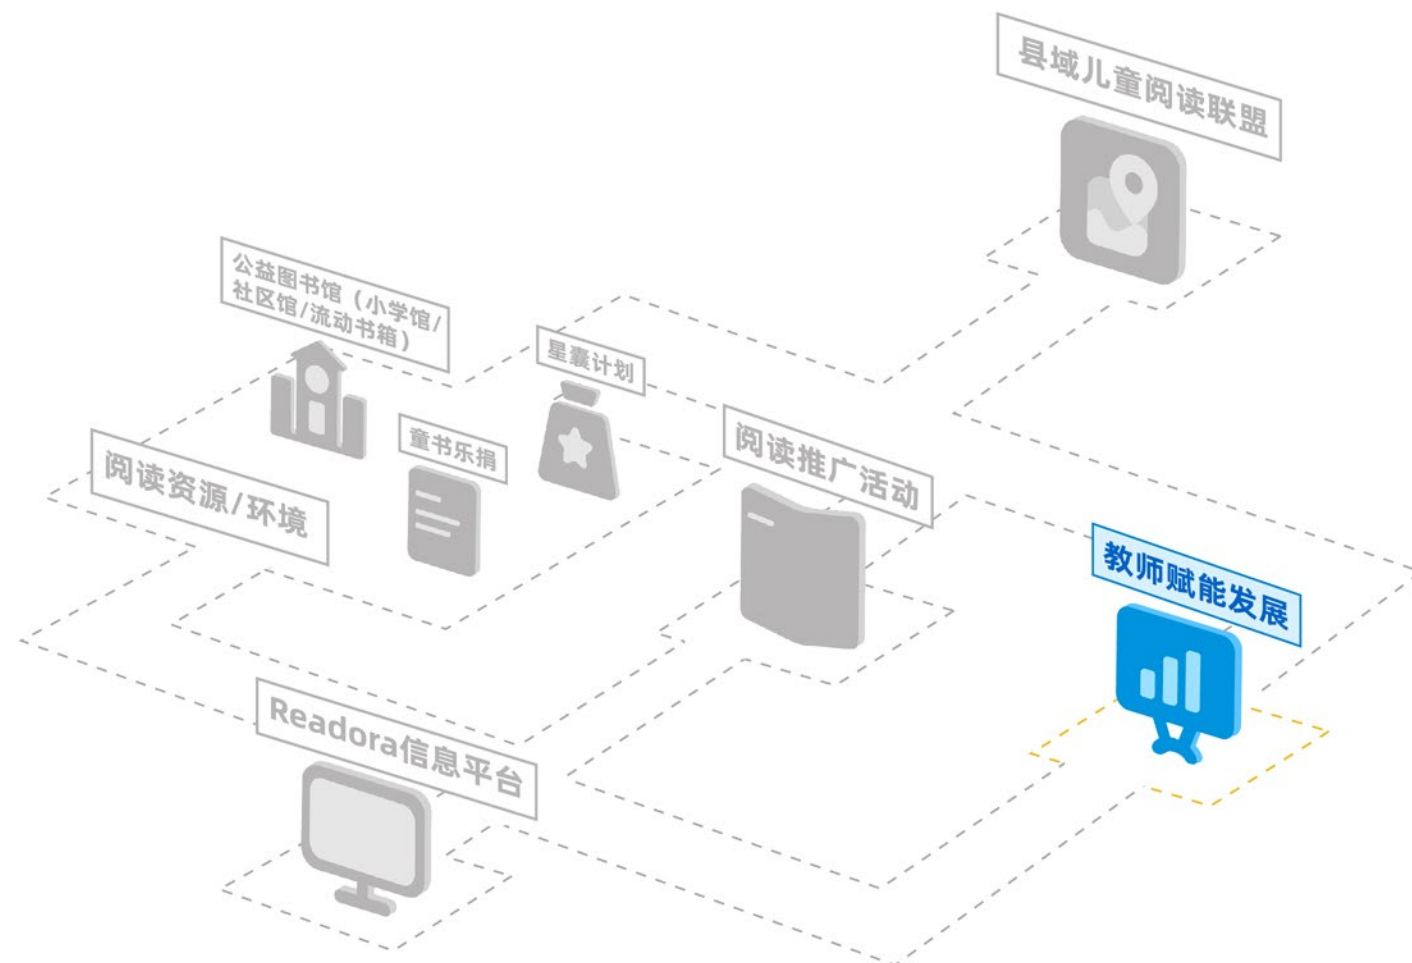 县域儿童阅读联盟
公益图书馆（小学馆/
社区馆/流动书箱）
星囊计划
童书乐捐
阅读资源/环境
阅读推广活动
教师赋能发展
Readora信息平台